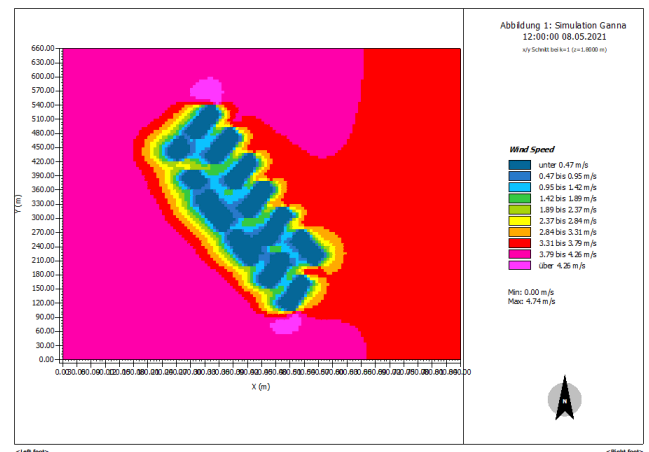 Abbildung 1: Simulation Ganna
12:00:00 08.05.2021
x/y Schnitt bei k=1 (z=1.8000 m)
660.00
630.00
600.00
570.00
540.00
510.00
480.00
450.00
420.00
390.00
360.00
330.00
300.00
270.00
240.00
210.00
180.00
150.00
120.00
90.00
60.00
30.00
0.00
Y (m)
X (m)
Wind Speed
unter 0.47 m/s
0.47 bis 0.95 m/s
0.95 bis 1.42 m/s
1.42 bis 1.89 m/s
1.89 bis 2.37 m/s
2.37 bis 2.84 m/s
2.84 bis 3.31 m/s
3.31 bis 3.79 m/s
3.79 bis 4.26 m/s
über 4.26 m/s
Min: 0.00 m/s
Max: 4.74 m/s
N
<Left foot>
<Right foot>